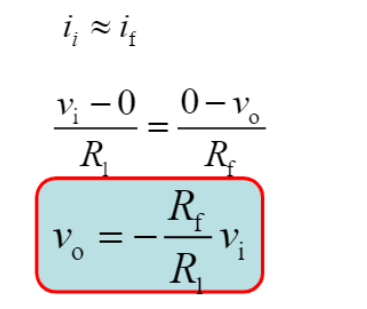 i_i ≈ i_f
(v_i − 0) / R_1 = (0 − v_o) / R_f
v_o = − (R_f / R_1) v_i